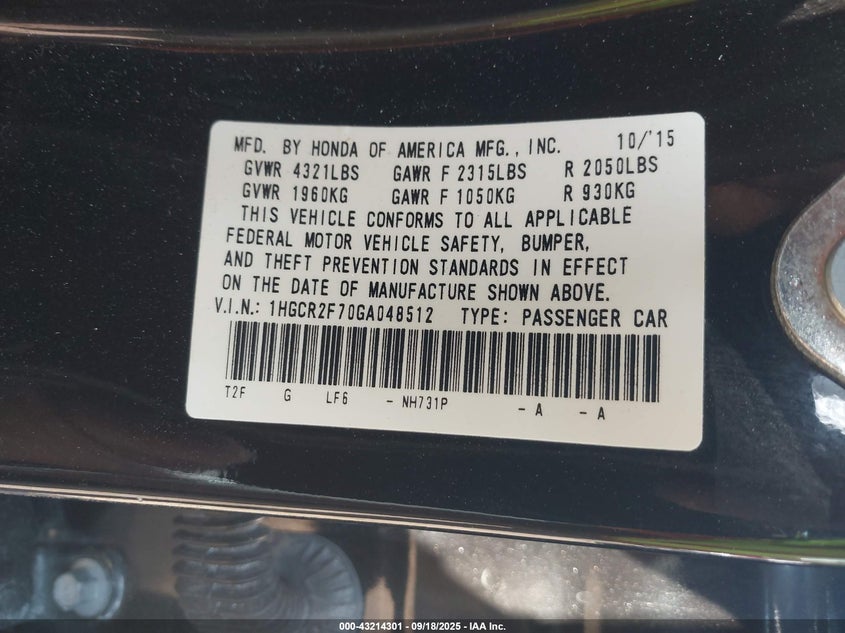 MFD. BY HONDA OF AMERICA MFG., INC. 10/'15
GVWR 4321LBS GAWR F 2315LBS R 2050LBS
GVWR 1960KG GAWR F 1050KG R 930KG
THIS VEHICLE CONFORMS TO ALL APPLICABLE
FEDERAL MOTOR VEHICLE SAFETY, BUMPER,
AND THEFT PREVENTION STANDARDS IN EFFECT
ON THE DATE OF MANUFACTURE SHOWN ABOVE.
V.I.N.: 1HGCR2F70GA048512 TYPE: PASSENGER CAR
T2F G LF6 - NH731P - A - A
000-43214301 - 09/18/2025 - IAA Inc.